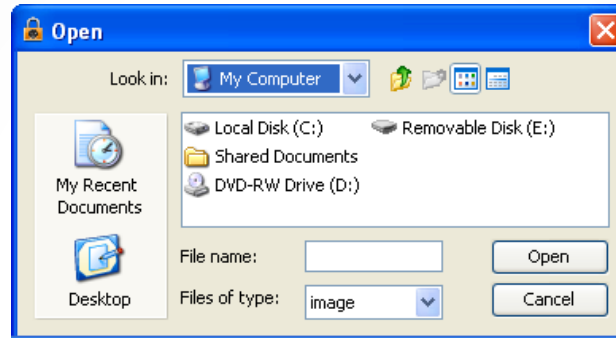 Open
Look in: My Computer
My Recent
Documents
Desktop
Local Disk (C:) Removable Disk (E:)
Shared Documents
DVD-RW Drive (D:)
File name: Open
Files of type: image Cancel